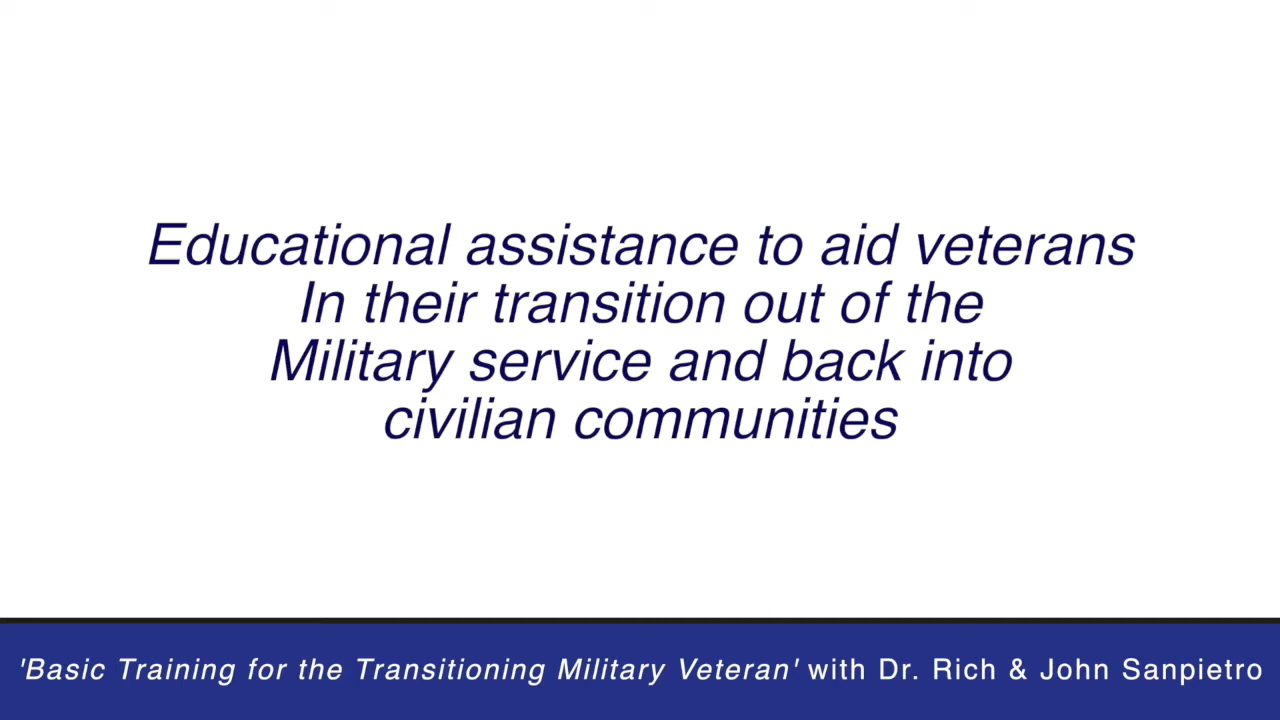 Educational assistance to aid veterans
In their transition out of the
Military service and back into
civilian communities
'Basic Training for the Transitioning Military Veteran' with Dr. Rich & John Sanpietro